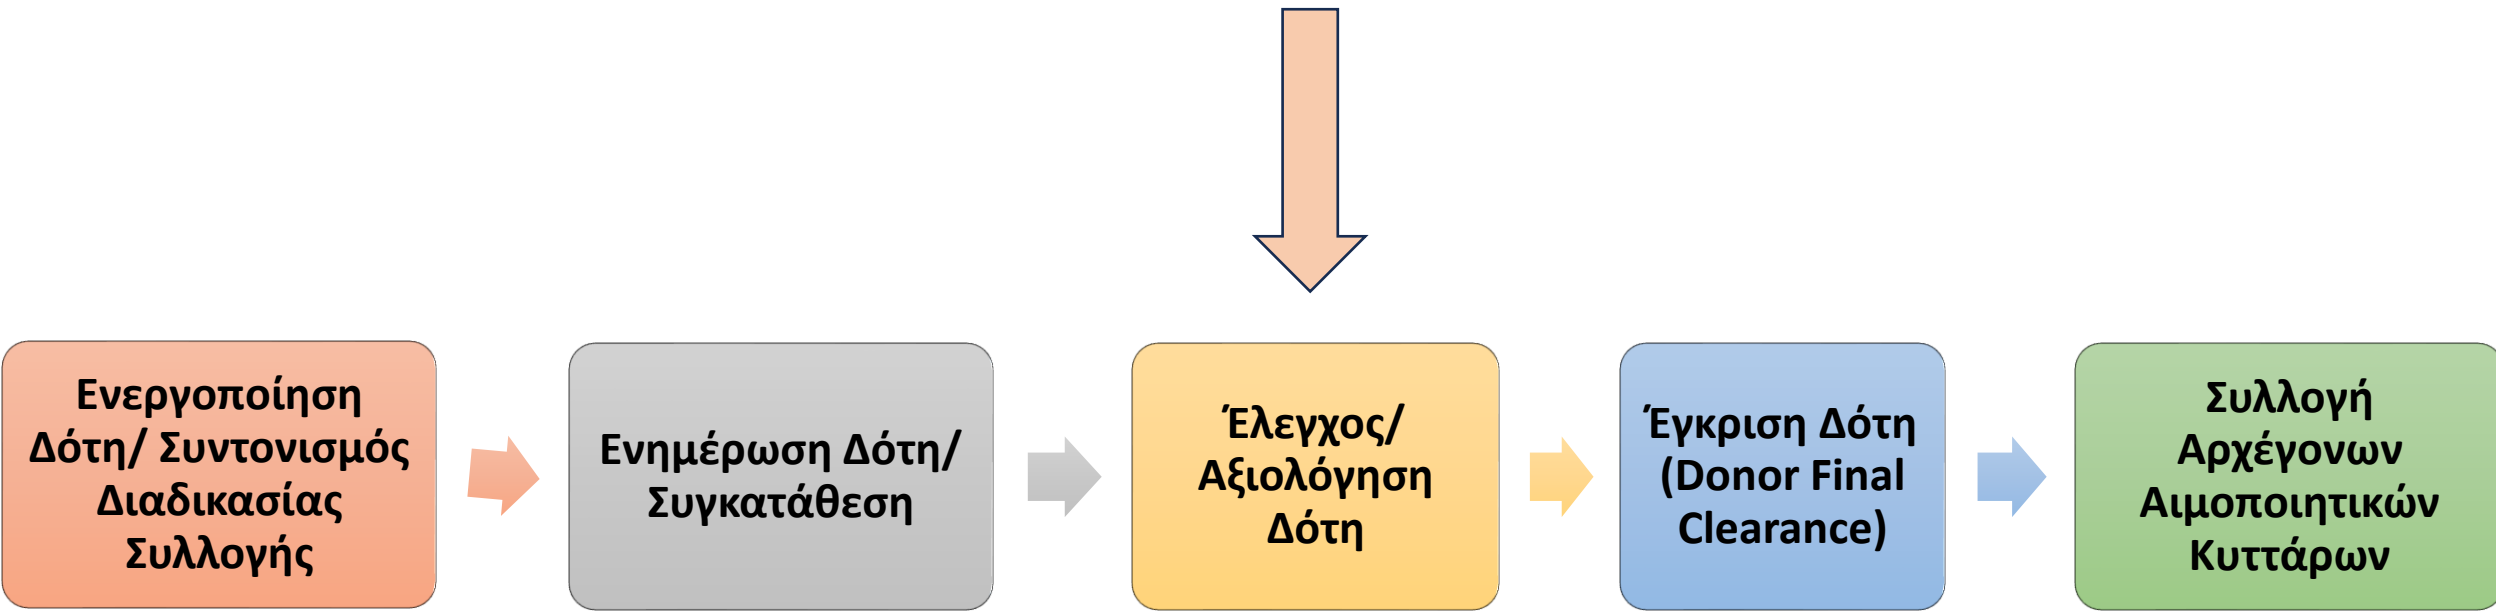 Ενεργοποίηση
Δότη/ Συντονισμός
Διαδικασίας
Συλλογής
Ενημέρωση Δότη/
Συγκατάθεση
Έλεγχος/
Αξιολόγηση
Δότη
Έγκριση Δότη
(Donor Final
Clearance)
Συλλογή
Αρχέγονων
Αιμοποιητικών
Κυττάρων